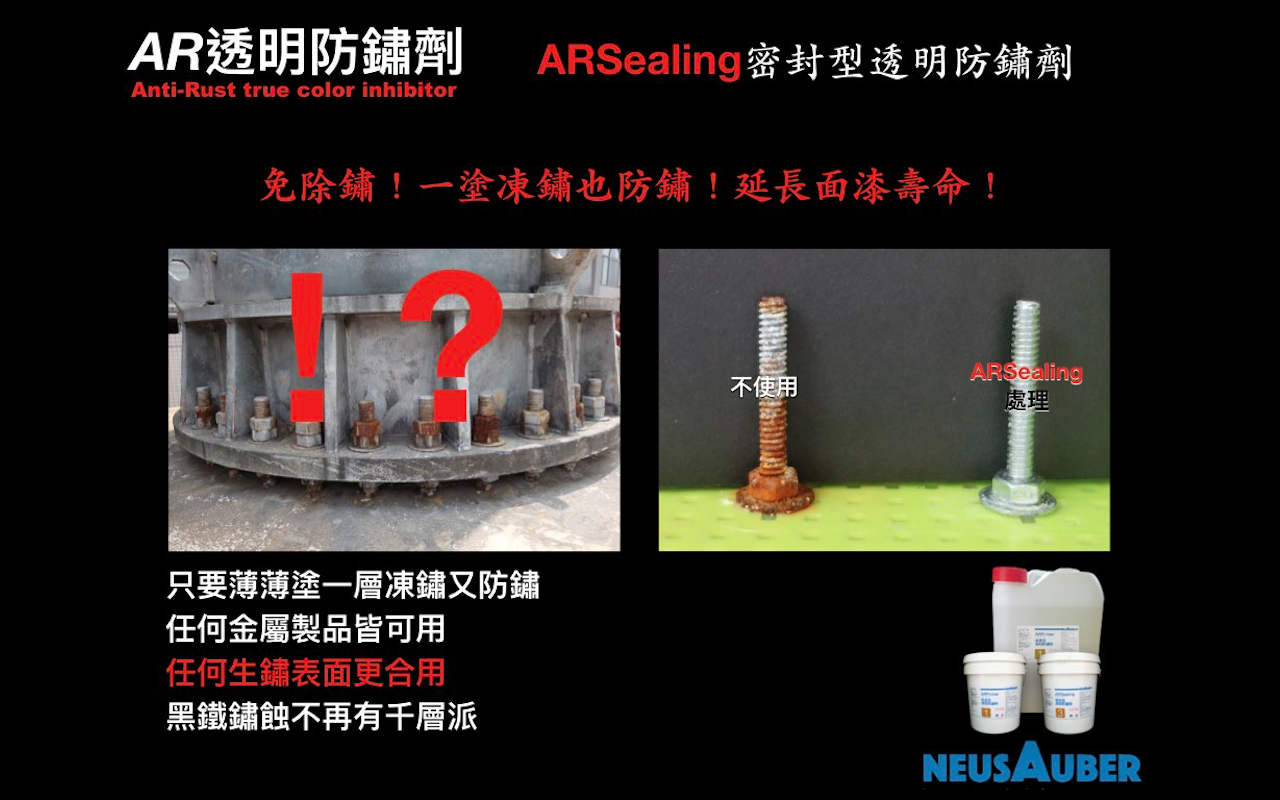 AR透明防鏽劑
Anti-Rust true color inhibitor
ARSealing密封型透明防鏽劑
免除鏽！一塗凍鏽也防鏽！延長面漆壽命！
!?
不使用
ARSealing
處理
只要薄薄塗一層凍鏽又防鏽
任何金屬製品皆可用
任何生鏽表面更合用
黑鐵鏽蝕不再有千層派
1
3
NEUSAUBER